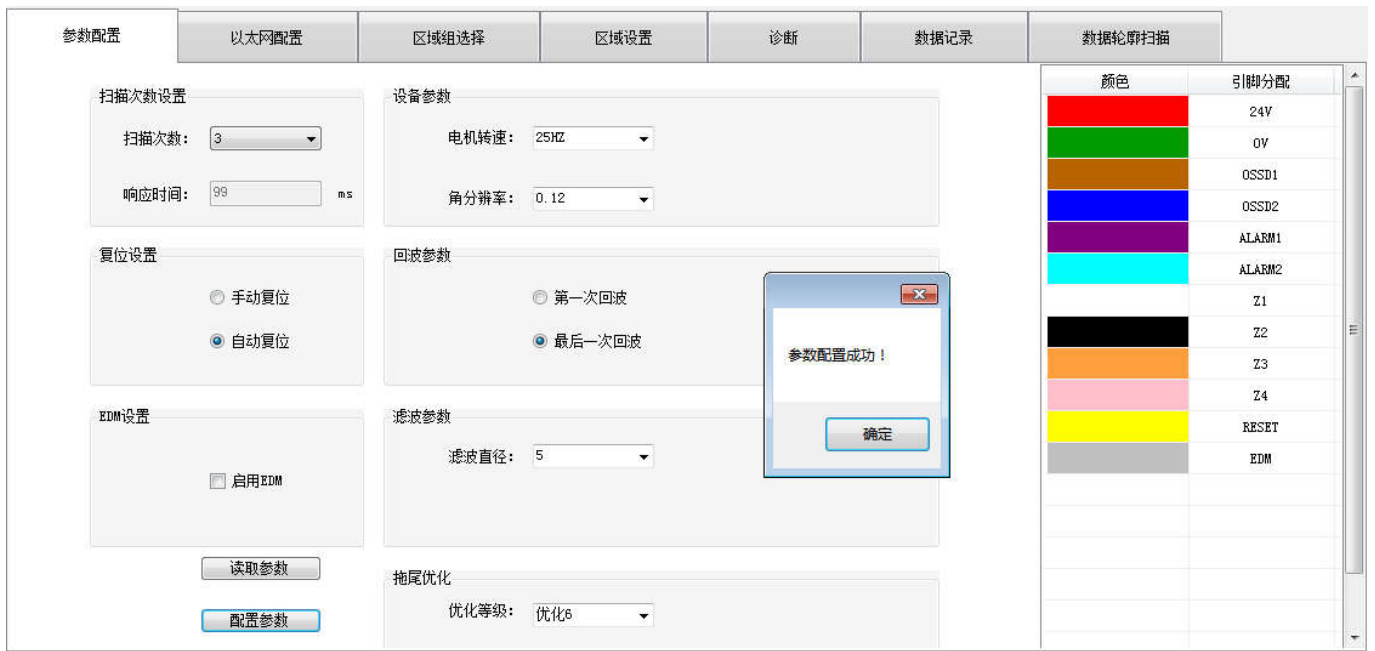 参数配置
以太网配置
区域组选择
区域设置
诊断
数据记录
数据轮廓扫描
扫描次数设置
扫描次数： 3
响应时间： 99 ms
设备参数
电机转速： 25HZ
角分辨率： 0.12
复位设置
手动复位
自动复位
回波参数
第一次回波
最后一次回波
EDM设置
启用EDM
滤波参数
滤波直径： 5
读取参数
配置参数
拖尾优化
优化等级： 优化6
参数配置成功！
确定
颜色 引脚分配
24V
0V
OSSD1
OSSD2
ALARM1
ALARM2
Z1
Z2
Z3
Z4
RESET
EDM